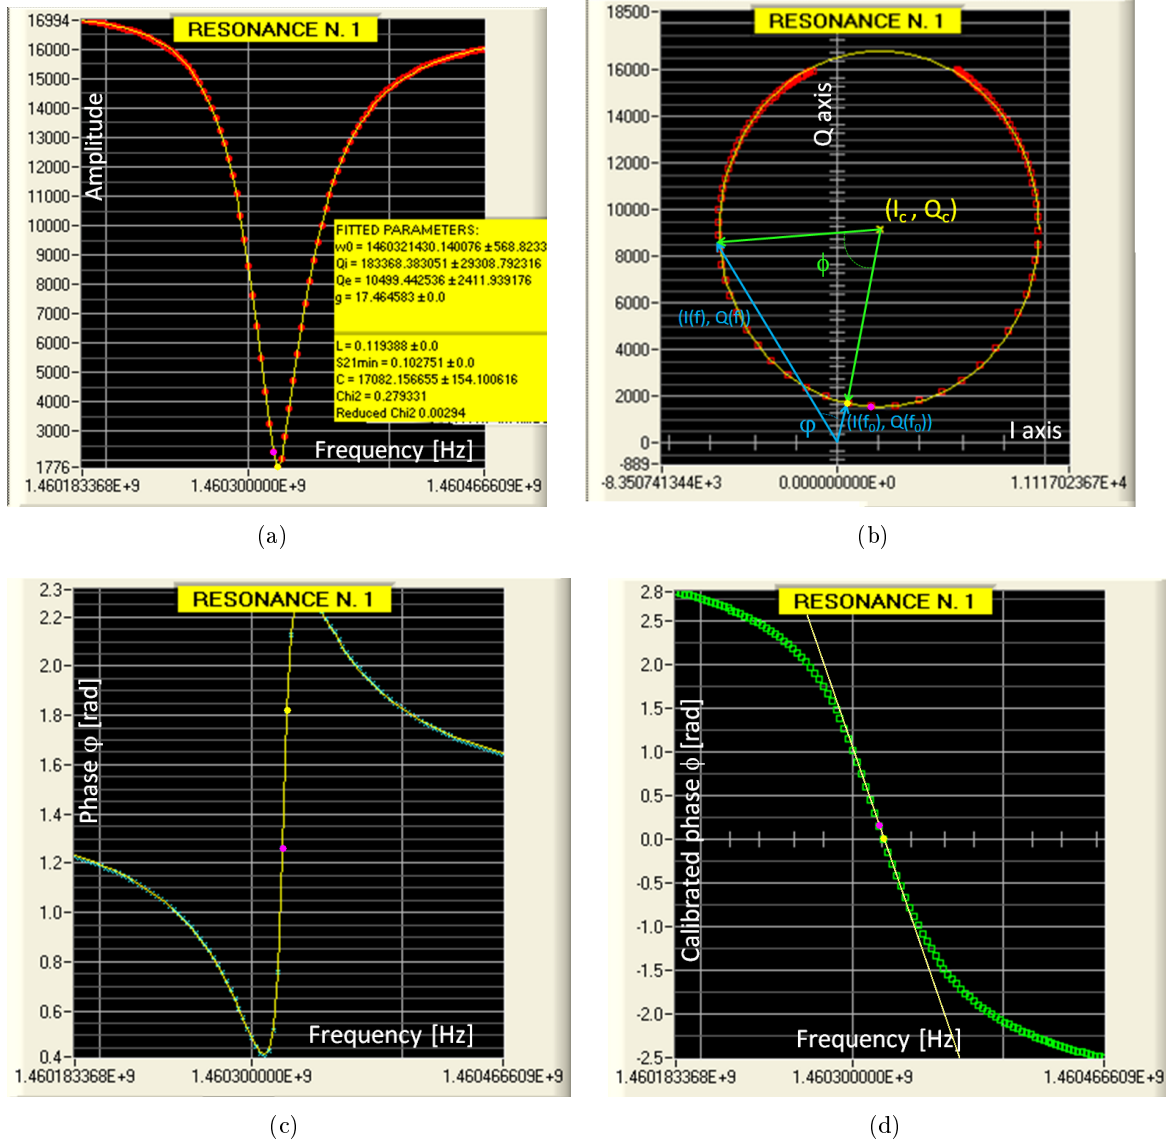 RESONANCE N. 1
16994
16000
15000
14000
13000
12000
11000
10000
9000
8000
7000
6000
5000
4000
3000
1776
Amplitude
FITTED PARAMETERS:
w0 = 1460321430.140076 ±568.8233
Qi = 183368.383051 ±29308.792316
Qe = 10499.442536 ±2411.939176
g = 17.464583 ±0.0
L = 0.119388 ±0.0
S21min = 0.102751 ±0.0
C = 17082.156655 ±154.100616
Chi2 = 0.279331
Reduced Chi2 0.00294
Frequency [Hz]
1.460183368E+9
1.460300000E+9
1.460466609E+9
(a)
RESONANCE N. 1
18500
16000
14000
12000
10000
8000
6000
4000
2000
0
-889
Q axis
(Ic , Qc)
ϕ
(I(f), Q(f))
φ
(I(f0), Q(f0))
I axis
-8.350741344E+3
0.000000000E+0
1.111702367E+4
(b)
RESONANCE N. 1
2.3
2.2
2.0
1.8
1.6
1.4
1.2
1.0
0.8
0.6
0.4
Phase φ [rad]
Frequency [Hz]
1.460183368E+9
1.460300000E+9
1.460466609E+9
(c)
RESONANCE N. 1
2.8
2.5
2.0
1.5
1.0
0.5
0.0
-0.5
-1.0
-1.5
-2.0
-2.5
Calibrated phase ϕ [rad]
Frequency [Hz]
1.460183368E+9
1.460300000E+9
1.460466609E+9
(d)